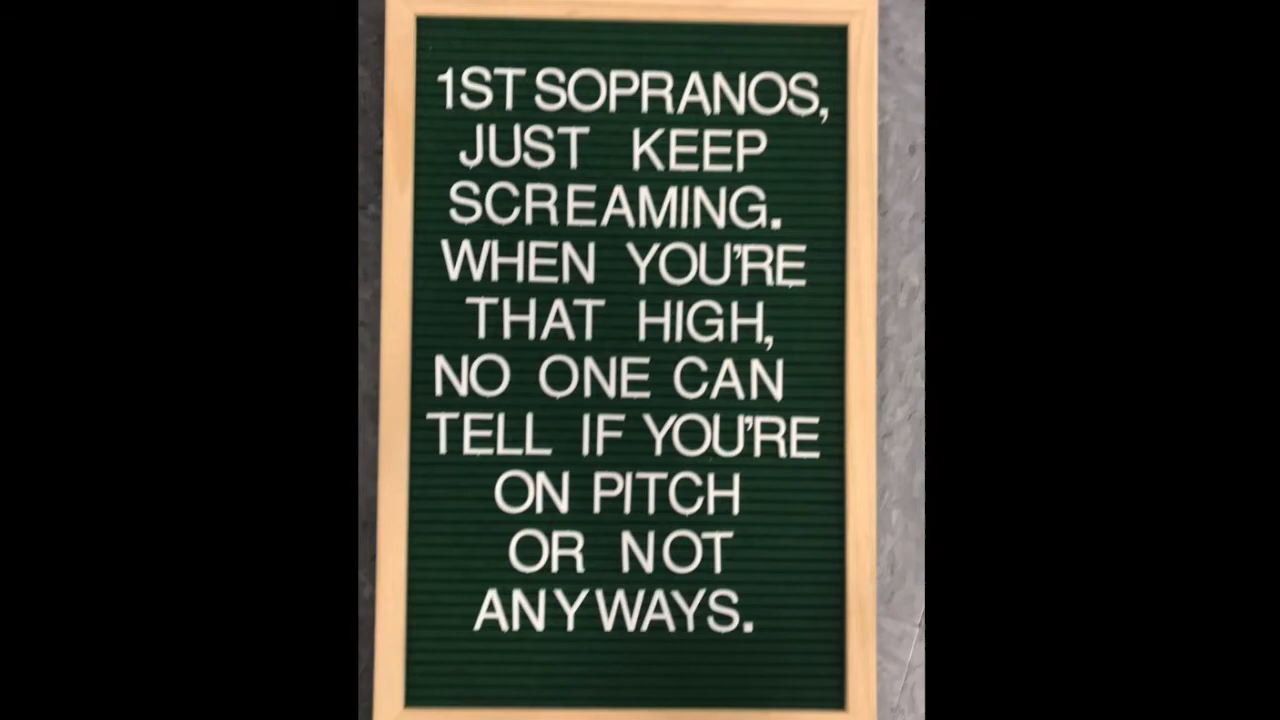 1ST SOPRANOS,
JUST KEEP
SCREAMING.
WHEN YOU'RE
THAT HIGH,
NO ONE CAN
TELL IF YOU'RE
ON PITCH
OR NOT
ANYWAYS.